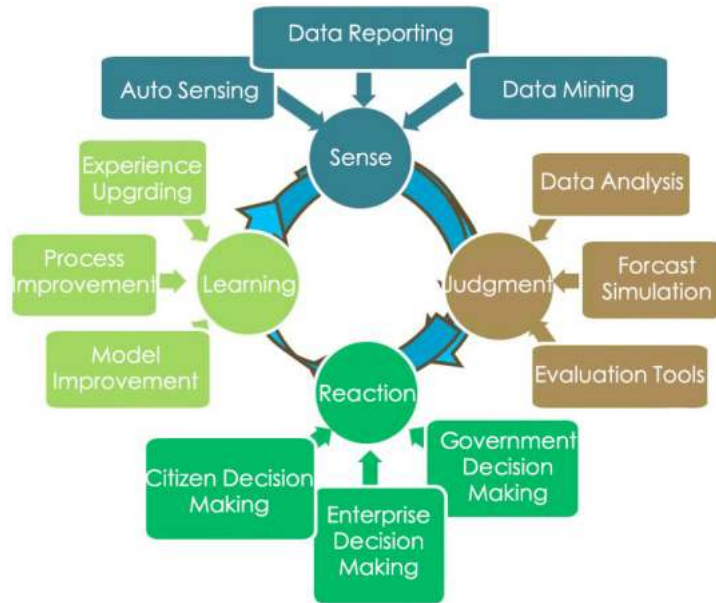 Data Reporting
Auto Sensing
Data Mining
Sense
Experience
Upgrding
Data Analysis
Process
Improvement
Learning
Judgment
Forcast
Simulation
Model
Improvement
Evaluation Tools
Reaction
Citizen Decision
Making
Enterprise
Decision
Making
Government
Decision
Making